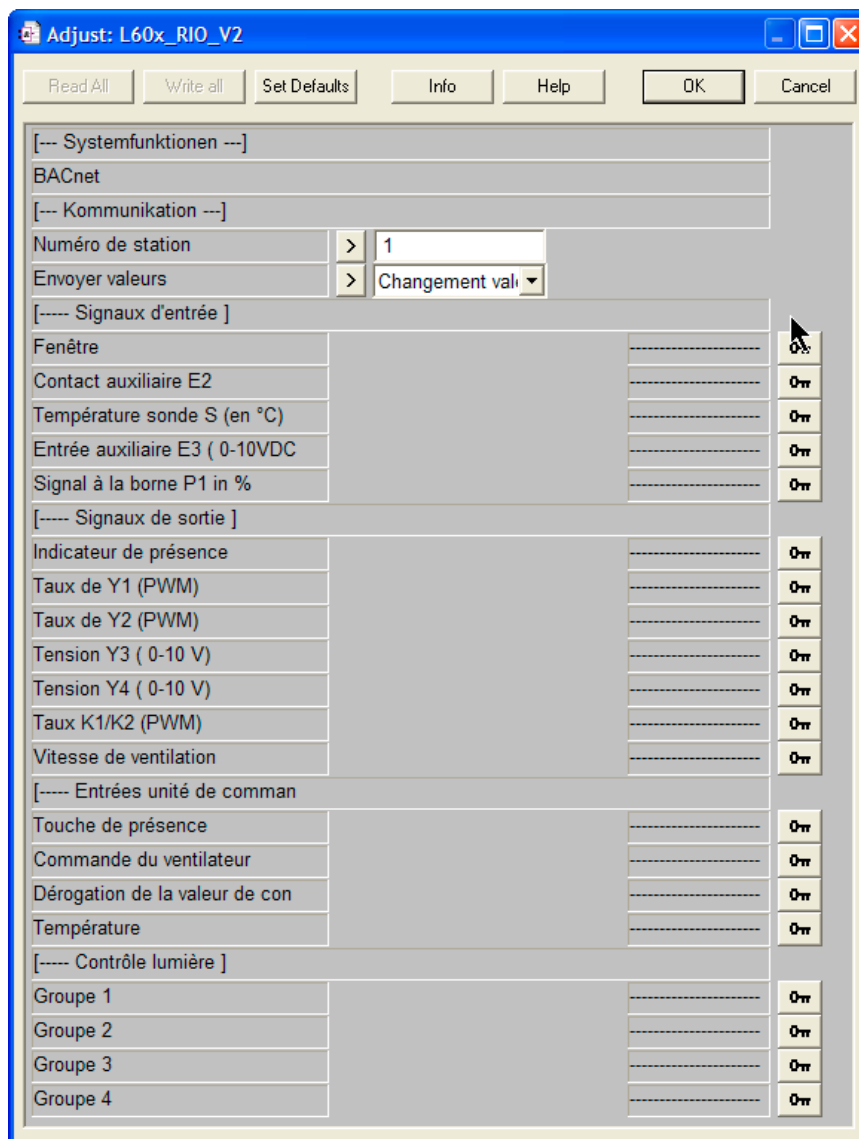 Adjust: L60x_RIO_V2
Read All Write all Set Defaults Info Help OK Cancel
[--- Systemfunktionen ---]
BACnet
[--- Kommunikation ---]
Numéro de station > 1
Envoyer valeurs > Changement val
[----- Signaux d'entrée ]
Fenêtre ----------------------
Contact auxiliaire E2 ----------------------
Température sonde S (en °C) ----------------------
Entrée auxiliaire E3 ( 0-10VDC ----------------------
Signal à la borne P1 in % ----------------------
[----- Signaux de sortie ]
Indicateur de présence ----------------------
Taux de Y1 (PWM) ----------------------
Taux de Y2 (PWM) ----------------------
Tension Y3 ( 0-10 V) ----------------------
Tension Y4 ( 0-10 V) ----------------------
Taux K1/K2 (PWM) ----------------------
Vitesse de ventilation ----------------------
[----- Entrées unité de comman
Touche de présence ----------------------
Commande du ventilateur ----------------------
Dérogation de la valeur de con ----------------------
Température ----------------------
[----- Contrôle lumière ]
Groupe 1 ----------------------
Groupe 2 ----------------------
Groupe 3 ----------------------
Groupe 4 ----------------------